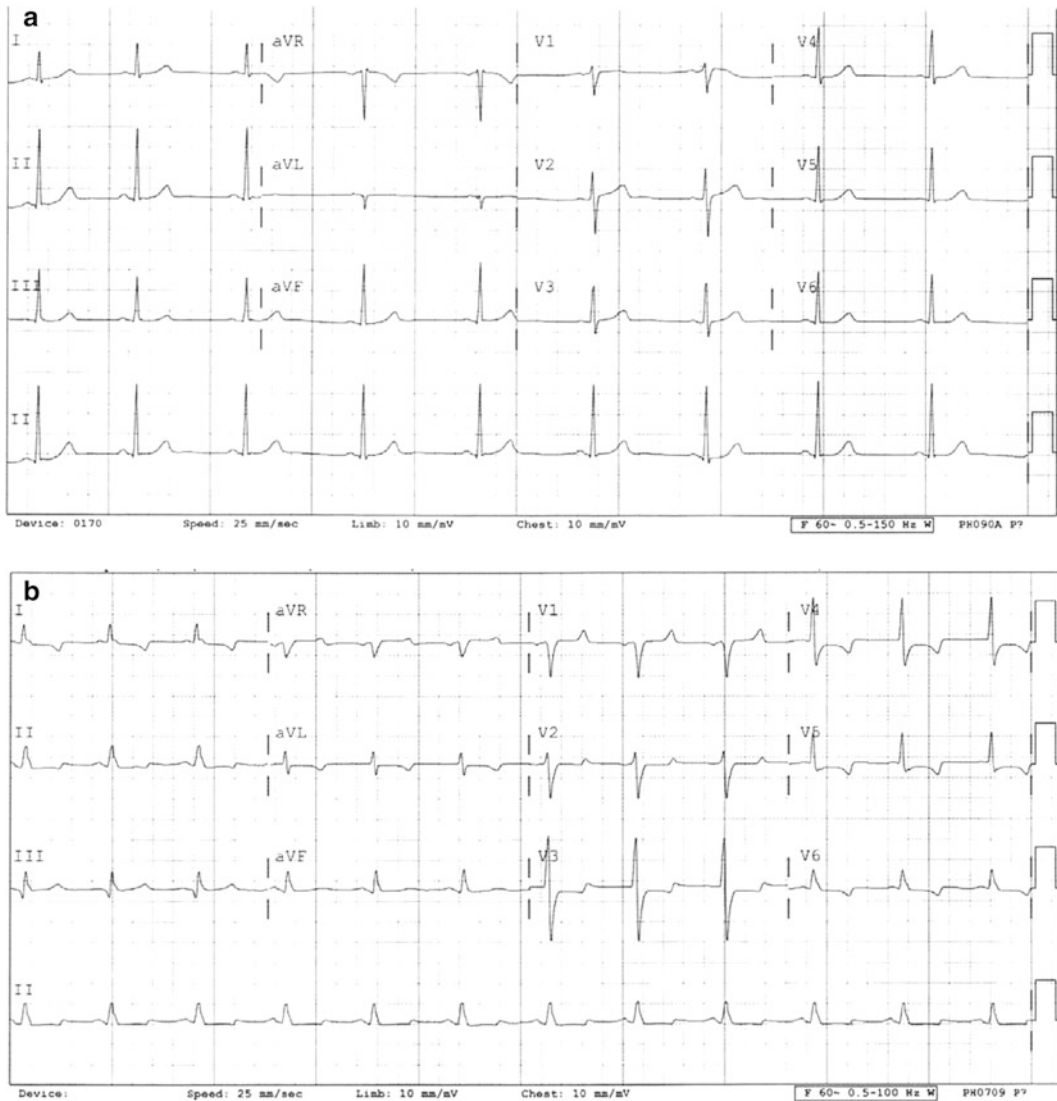 a
I aVR V1 V4
II aVL V2 V5
III aVF V3 V6
II
Device: 0170 Speed: 25 mm/sec Limb: 10 mm/mV Chest: 10 mm/mV F 60~ 0.5-150 Hz W PH090A P?
b
I aVR V1 V4
II aVL V2 V5
III aVF V3 V6
II
Device: Speed: 25 mm/sec Limb: 10 mm/mV Chest: 10 mm/mV F 60~ 0.5-100 Hz W PH0709 P?